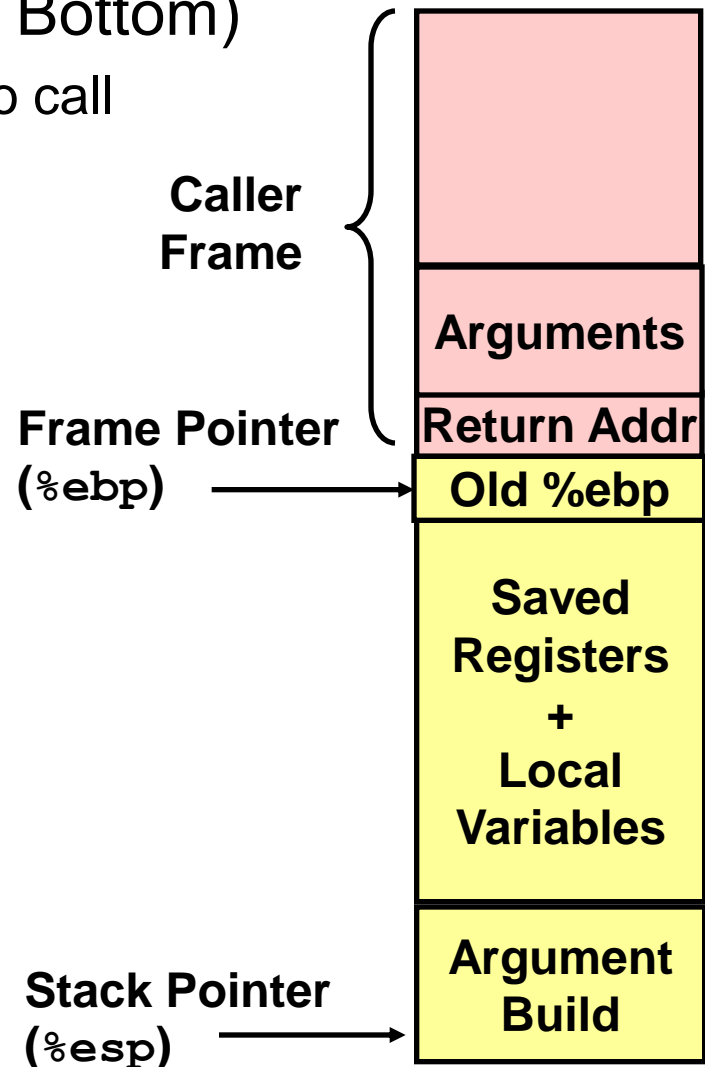 Bottom)
call
Caller
Frame
Arguments
Return Addr
Frame Pointer
(%ebp)
Old %ebp
Saved
Registers
+
Local
Variables
Argument
Build
Stack Pointer
(%esp)